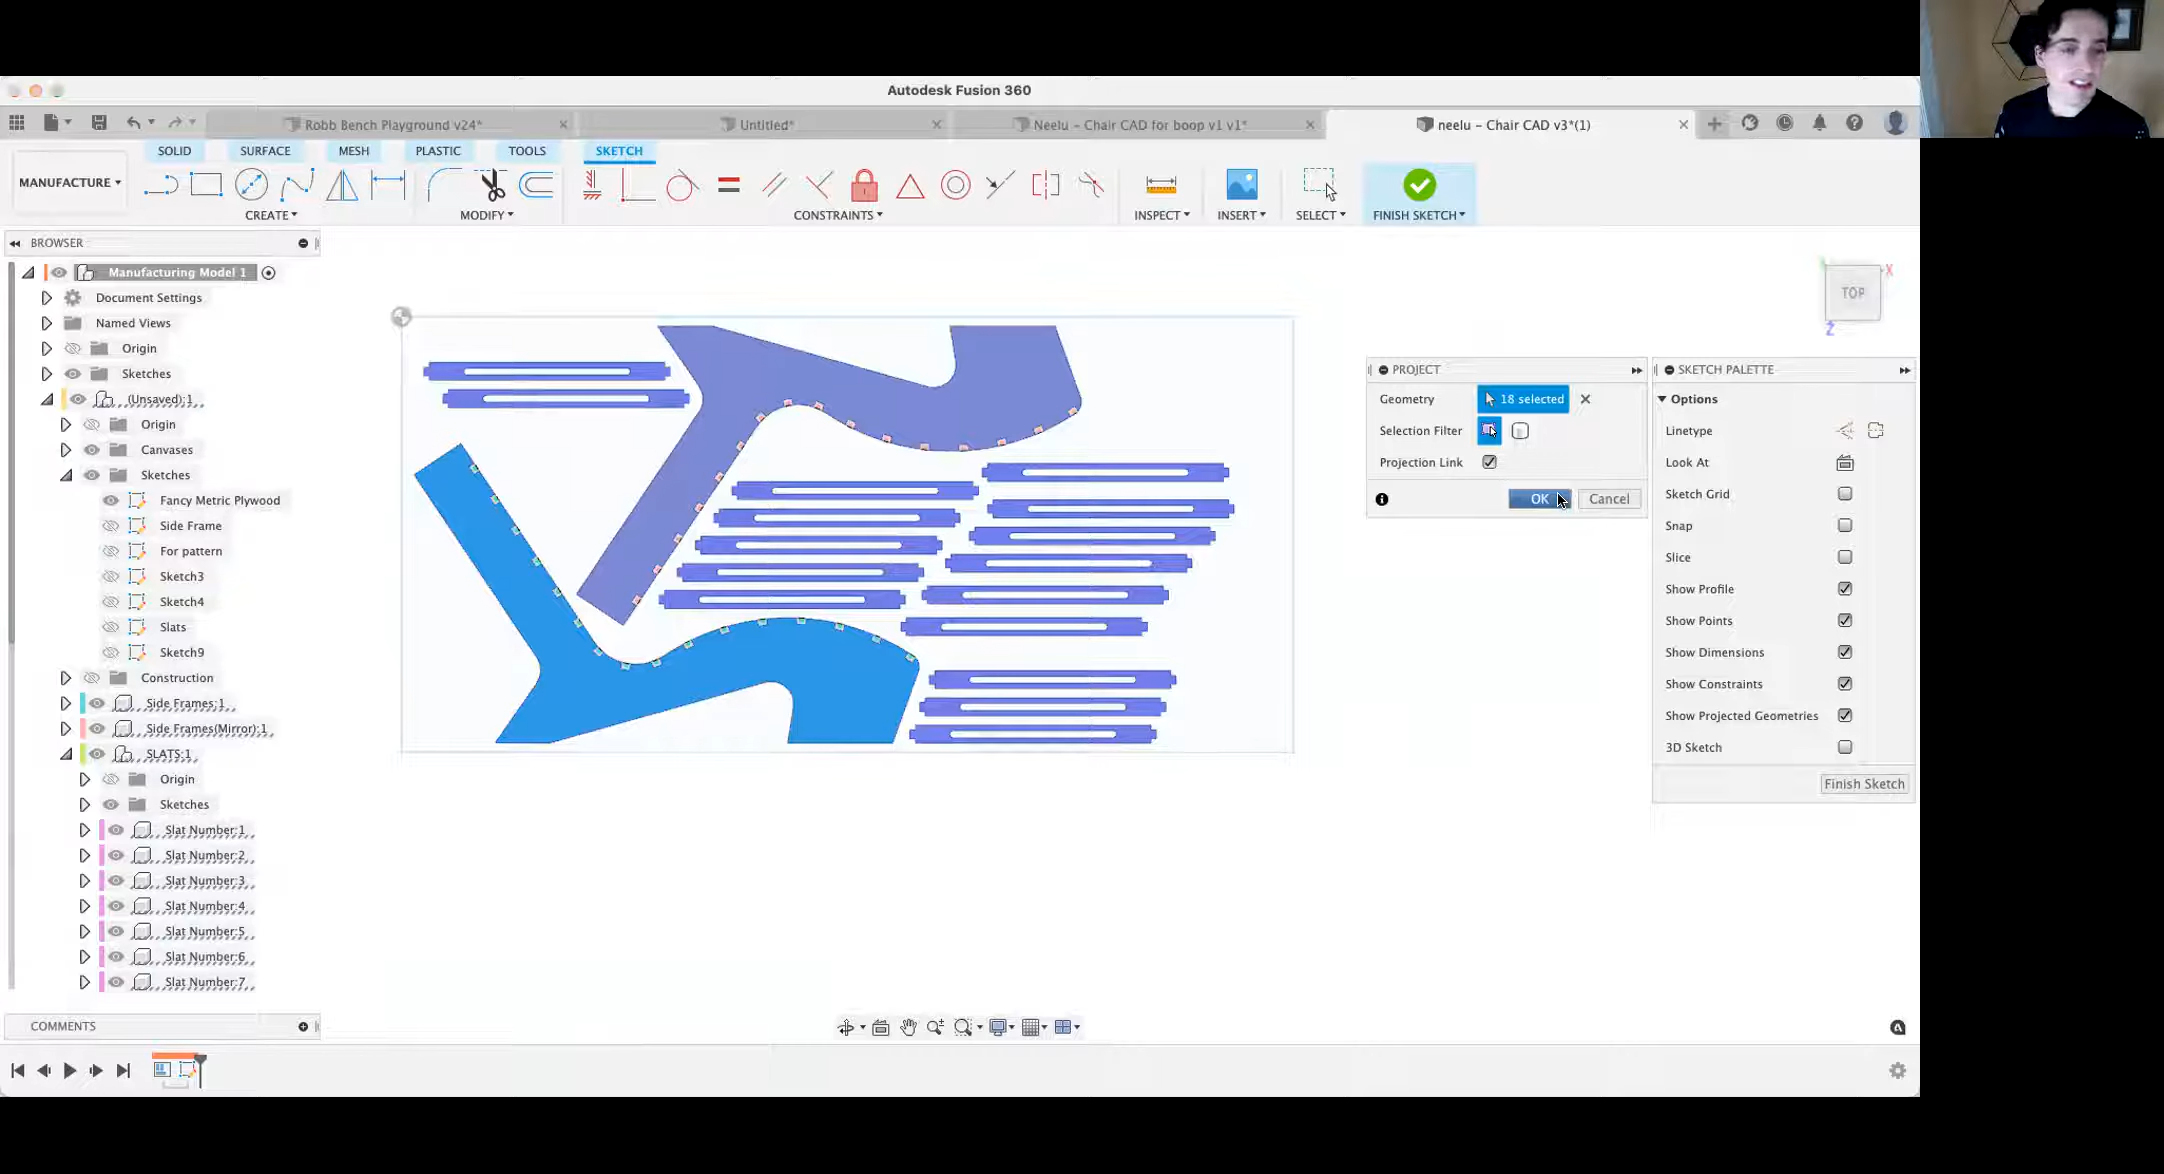 Autodesk Fusion 360
Robb Bench Playground v24*
Untitled*
Neelu - Chair CAD for boop v1 v1*
neelu - Chair CAD v3*(1)
SOLID
SURFACE
MESH
PLASTIC
TOOLS
SKETCH
MANUFACTURE
CREATE
MODIFY
CONSTRAINTS
INSPECT
INSERT
SELECT
FINISH SKETCH
BROWSER
Manufacturing Model 1
Document Settings
Named Views
Origin
Sketches
(Unsaved):1
Origin
Canvases
Sketches
Fancy Metric Plywood
Side Frame
For pattern
Sketch3
Sketch4
Slats
Sketch9
Construction
Side Frames:1
Side Frames(Mirror):1
SLATS:1
Origin
Sketches
Slat Number:1
Slat Number:2
Slat Number:3
Slat Number:4
Slat Number:5
Slat Number:6
Slat Number:7
COMMENTS
TOP
X
Z
PROJECT
Geometry
18 selected
Selection Filter
Projection Link
OK
Cancel
SKETCH PALETTE
Options
Linetype
Look At
Sketch Grid
Snap
Slice
Show Profile
Show Points
Show Dimensions
Show Constraints
Show Projected Geometries
3D Sketch
Finish Sketch